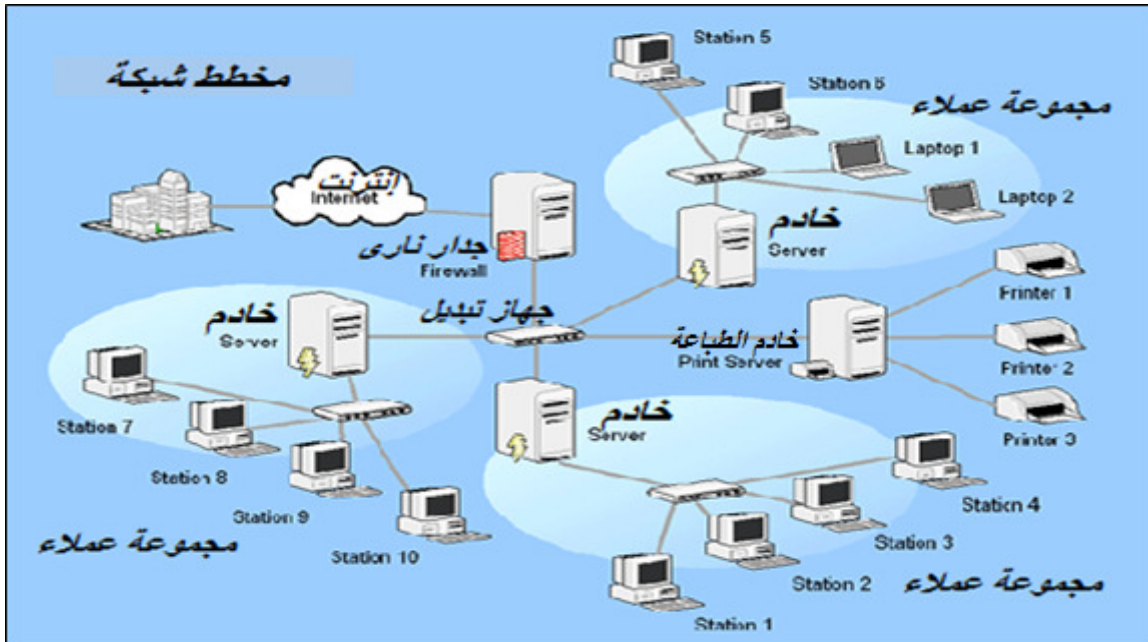 مخطط شبكة
Station 5
Station 6
مجموعة عملاء
Laptop 1
Laptop 2
إنترنت
Internet
جدار نارى
Firewall
خادم
Server
جهاز تبديل
خادم
Server
خادم الطباعة
Print Server
Printer 1
Printer 2
Printer 3
خادم
Server
Station 7
Station 8
Station 9
Station 10
مجموعة عملاء
Station 4
Station 3
Station 2
Station 1
مجموعة عملاء